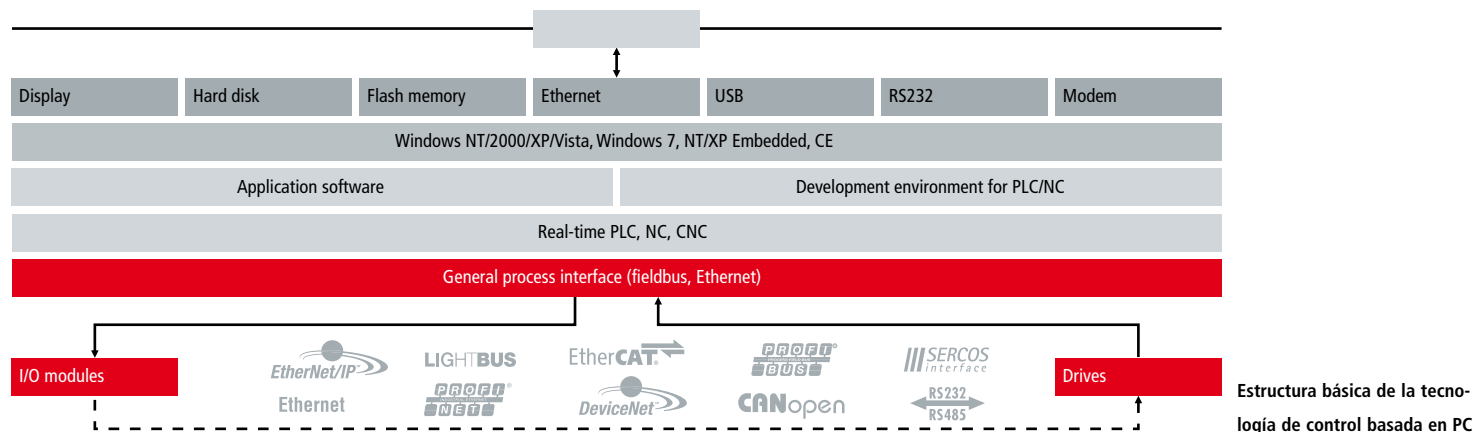 Display
Hard disk
Flash memory
Ethernet
USB
RS232
Modem
Windows NT/2000/XP/Vista, Windows 7, NT/XP Embedded, CE
Application software
Development environment for PLC/NC
Real-time PLC, NC, CNC
General process interface (fieldbus, Ethernet)
I/O modules
EtherNet/IP
LIGHTBUS
EtherCAT
PROFI
BUS
SERCOS
interface
Drives
Ethernet
PROFI
NET
DeviceNet
CANopen
RS232
RS485
Estructura básica de la tecno-
logía de control basada en PC